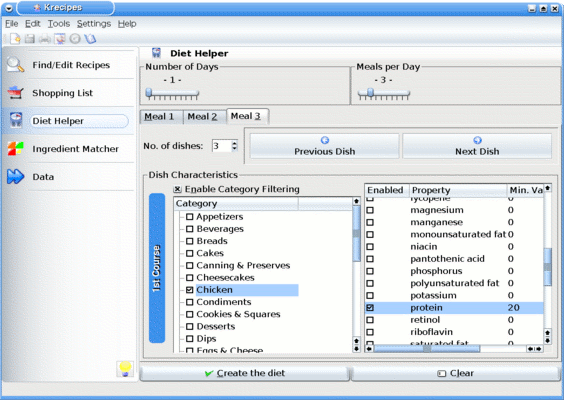 Krecipes
File Edit Tools Settings Help
Find/Edit Recipes
Shopping List
Diet Helper
Ingredient Matcher
Data
Diet Helper
Number of Days
- 1 -
Meals per Day
- 3 -
Meal 1 Meal 2 Meal 3
No. of dishes: 3
Previous Dish
Next Dish
Dish Characteristics
1st Course
Enable Category Filtering
Category
Appetizers
Beverages
Breads
Cakes
Canning & Preserves
Cheesecakes
Chicken
Condiments
Cookies & Squares
Desserts
Dips
Eggs & Cheese
Enabled Property Min. Va
lycopene 0
magnesium 0
manganese 0
monounsaturated fat 0
niacin 0
pantothenic acid 0
phosphorus 0
polyunsaturated fat 0
potassium 0
protein 20
retinol 0
riboflavin 0
saturated fat 0
Create the diet
Clear